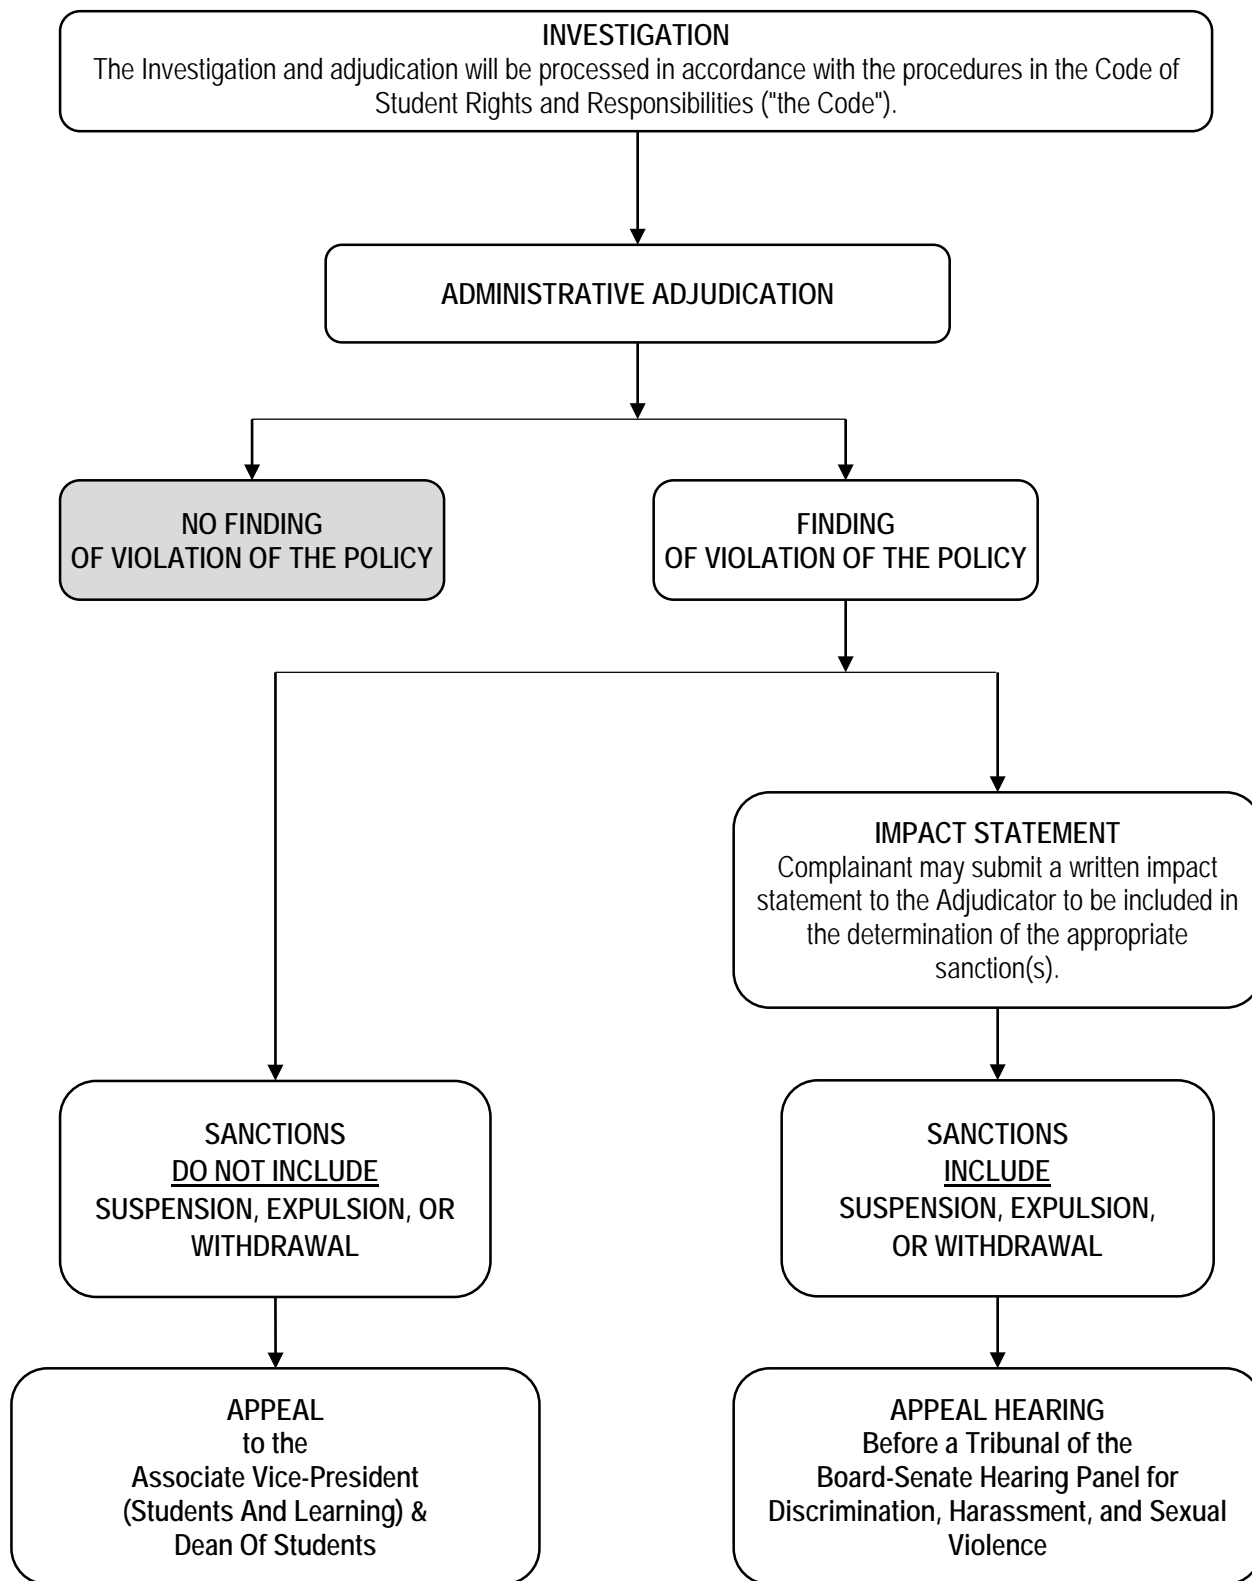 INVESTIGATION
The Investigation and adjudication will be processed in accordance with the procedures in the Code of
Student Rights and Responsibilities ("the Code").
ADMINISTRATIVE ADJUDICATION
NO FINDING
OF VIOLATION OF THE POLICY
FINDING
OF VIOLATION OF THE POLICY
IMPACT STATEMENT
Complainant may submit a written impact
statement to the Adjudicator to be included in
the determination of the appropriate
sanction(s).
SANCTIONS
DO NOT INCLUDE
SUSPENSION, EXPULSION, OR
WITHDRAWAL
SANCTIONS
INCLUDE
SUSPENSION, EXPULSION,
OR WITHDRAWAL
APPEAL
to the
Associate Vice-President
(Students And Learning) &
Dean Of Students
APPEAL HEARING
Before a Tribunal of the
Board-Senate Hearing Panel for
Discrimination, Harassment, and Sexual
Violence